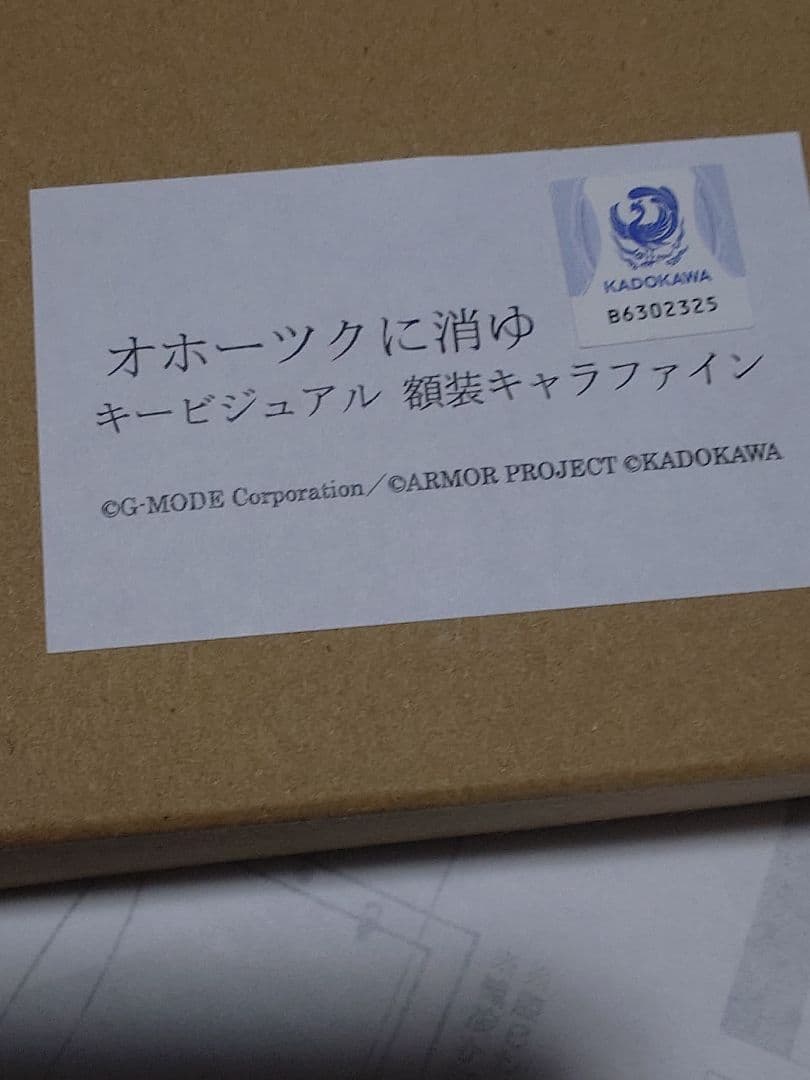 KADOKAWA
B6302325
オホーツクに消ゆ
キービジュアル 額装キャラファイン
©G-MODE Corporation／©ARMOR PROJECT ©KADOKAWA